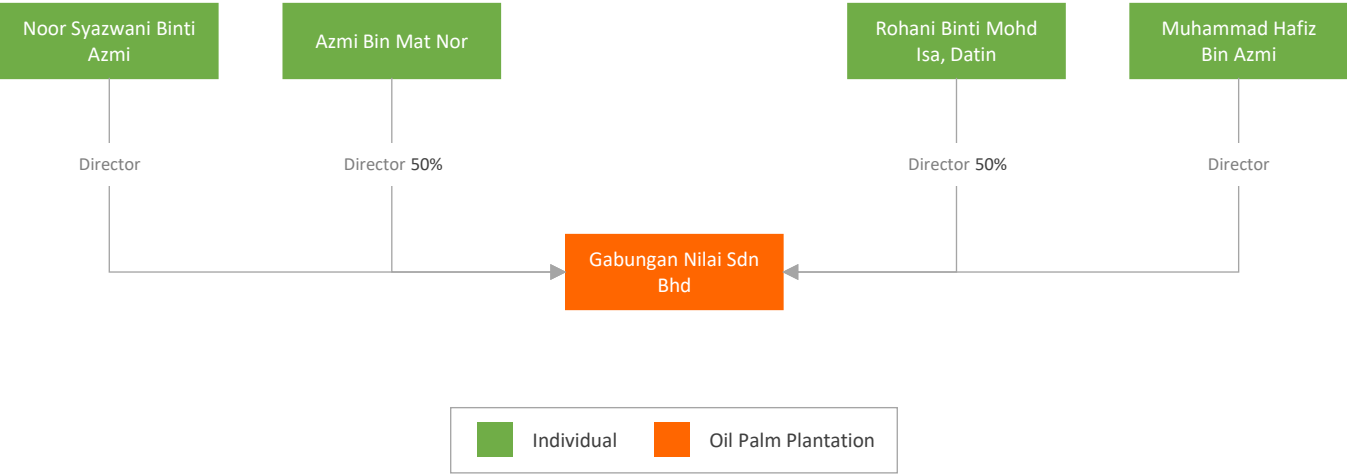 Noor Syazwani Binti
Azmi
Azmi Bin Mat Nor
Rohani Binti Mohd
Isa, Datin
Muhammad Hafiz
Bin Azmi
Director
Director 50%
Director 50%
Director
Gabungan Nilai Sdn
Bhd
Individual
Oil Palm Plantation